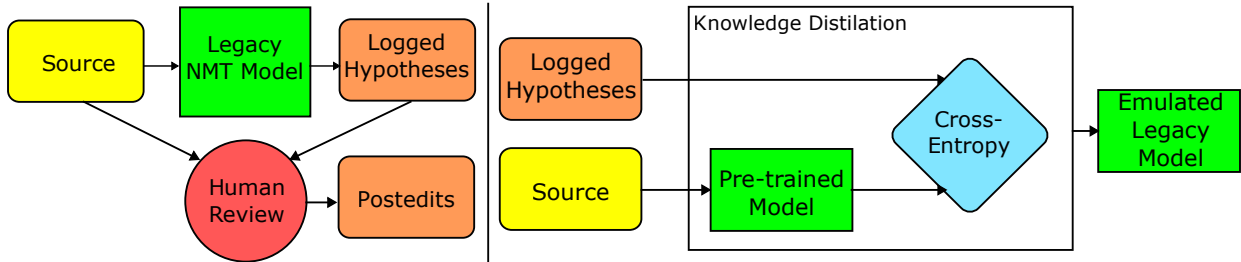 Source
Legacy
NMT Model
Logged
Hypotheses
Human
Review
Postedits
Knowledge Distilation
Logged
Hypotheses
Source
Pre-trained
Model
Cross-
Entropy
Emulated
Legacy
Model